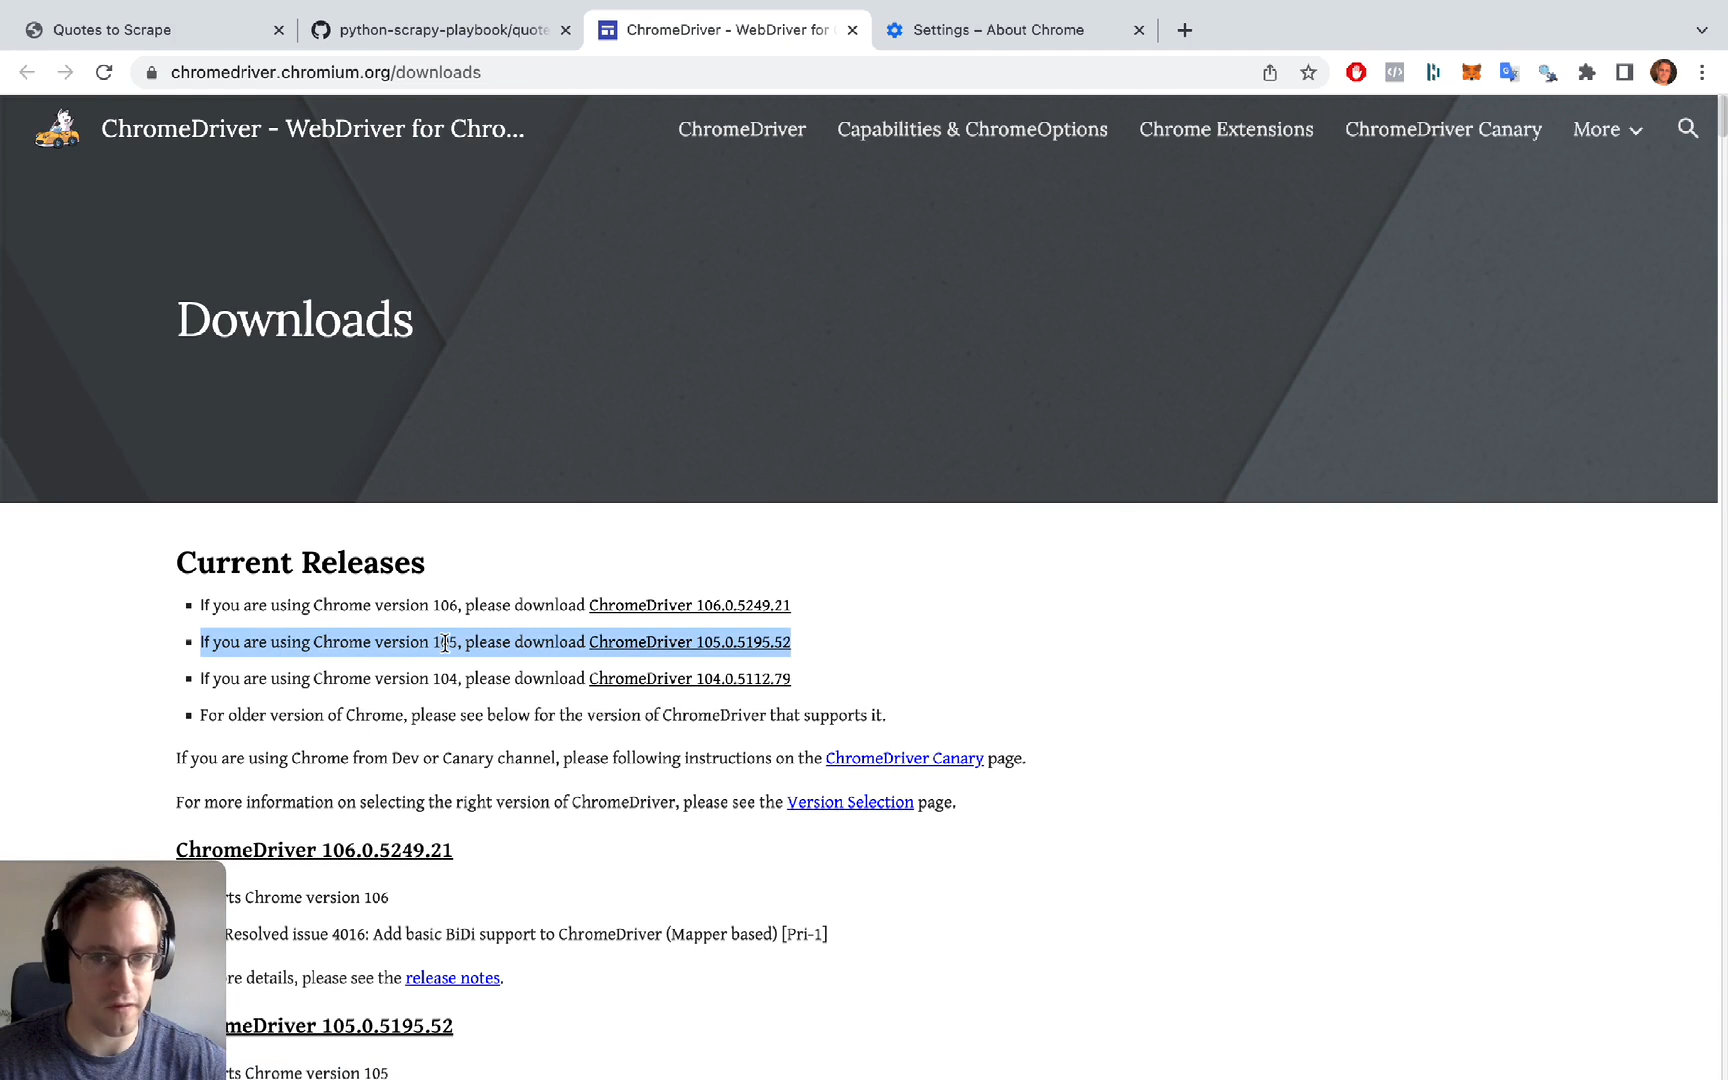 Quotes to Scrape
python-scrapy-playbook/quote
ChromeDriver - WebDriver for
Settings – About Chrome
chromedriver.chromium.org/downloads
ChromeDriver - WebDriver for Chro...
ChromeDriver
Capabilities & ChromeOptions
Chrome Extensions
ChromeDriver Canary
More
Downloads
Current Releases
If you are using Chrome version 106, please download ChromeDriver 106.0.5249.21
If you are using Chrome version 105, please download ChromeDriver 105.0.5195.52
If you are using Chrome version 104, please download ChromeDriver 104.0.5112.79
For older version of Chrome, please see below for the version of ChromeDriver that supports it.
If you are using Chrome from Dev or Canary channel, please following instructions on the ChromeDriver Canary page.
For more information on selecting the right version of ChromeDriver, please see the Version Selection page.
ChromeDriver 106.0.5249.21
rts Chrome version 106
Resolved issue 4016: Add basic BiDi support to ChromeDriver (Mapper based) [Pri-1]
re details, please see the release notes.
meDriver 105.0.5195.52
rts Chrome version 105